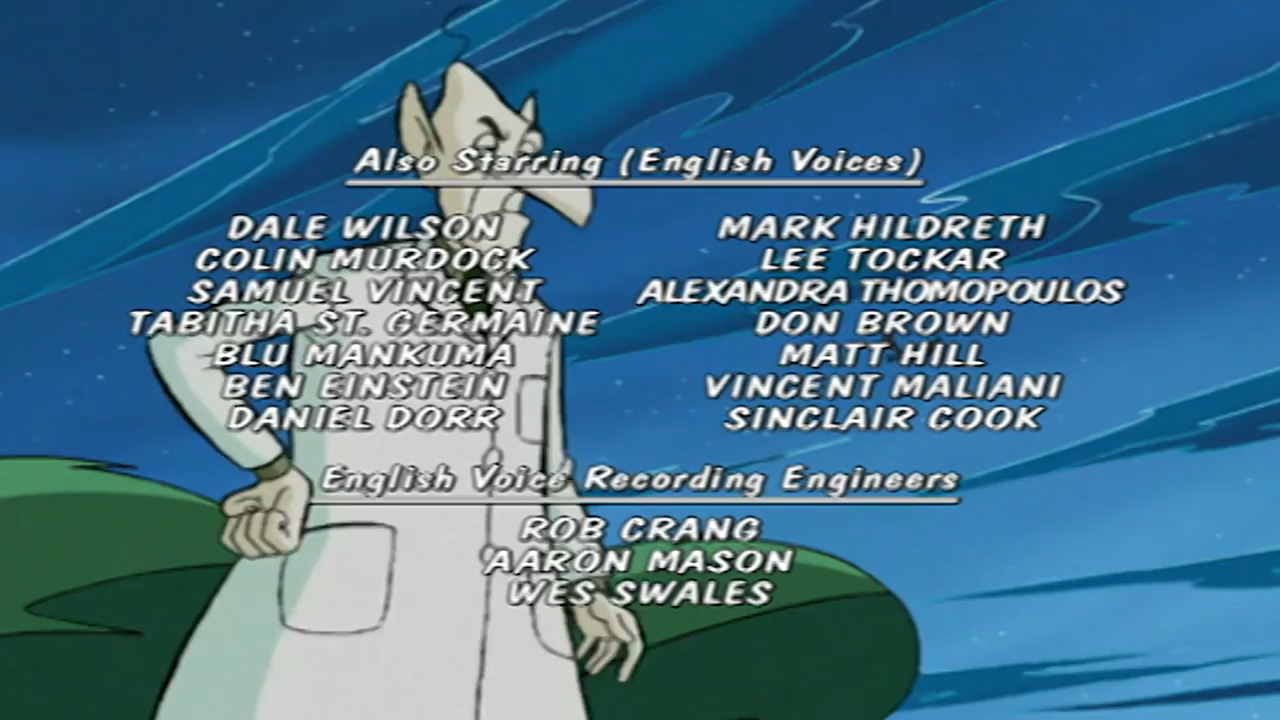 Also Starring (English Voices)
DALE WILSON
COLIN MURDOCK
SAMUEL VINCENT
TABITHA ST. GERMAINE
BLU MANKUMA
BEN EINSTEIN
DANIEL DORR
MARK HILDRETH
LEE TOCKAR
ALEXANDRA THOMOPOULOS
DON BROWN
MATT HILL
VINCENT MALIANI
SINCLAIR COOK
English Voice Recording Engineers
ROB CRANG
AARON MASON
WES SWALES